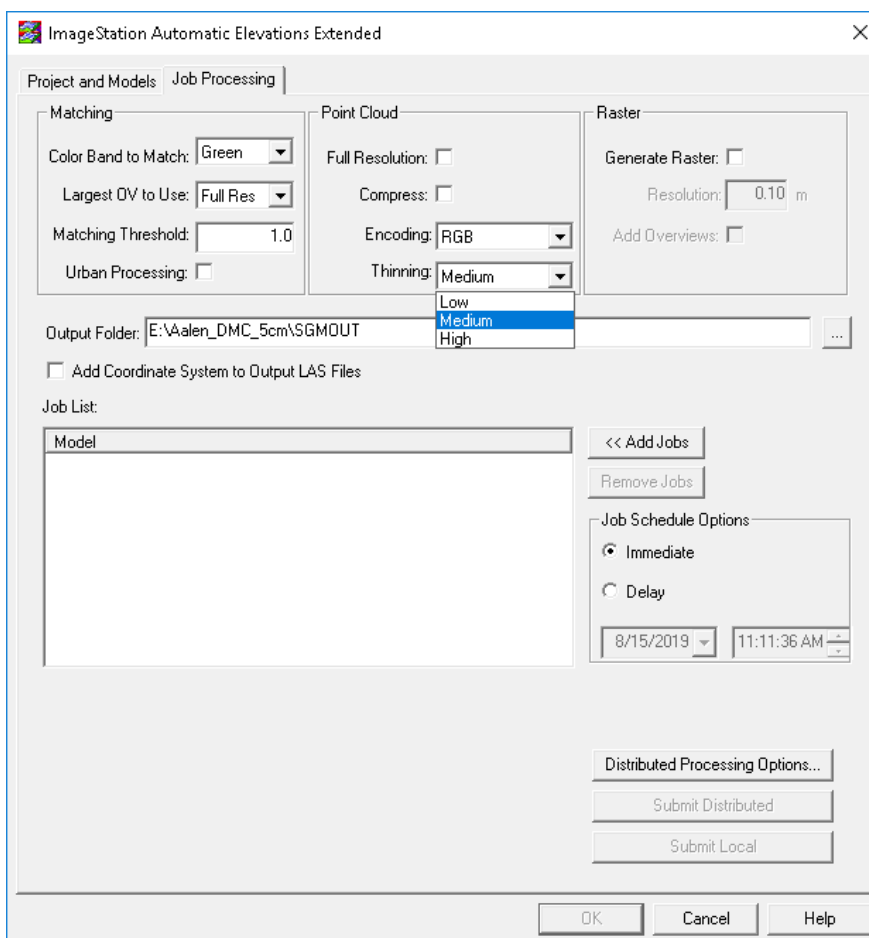 ImageStation Automatic Elevations Extended
Project and Models
Job Processing
Matching
Color Band to Match: Green
Largest OV to Use: Full Res
Matching Threshold: 1.0
Urban Processing:
Point Cloud
Full Resolution:
Compress:
Encoding: RGB
Thinning: Medium
Low
Medium
High
Raster
Generate Raster:
Resolution: 0.10 m
Add Overviews:
Output Folder: E:\Aalen_DMC_5cm\SGMOUT
...
Add Coordinate System to Output LAS Files
Job List:
Model
<< Add Jobs
Remove Jobs
Job Schedule Options
Immediate
Delay
8/15/2019 11:11:36 AM
Distributed Processing Options...
Submit Distributed
Submit Local
OK Cancel Help